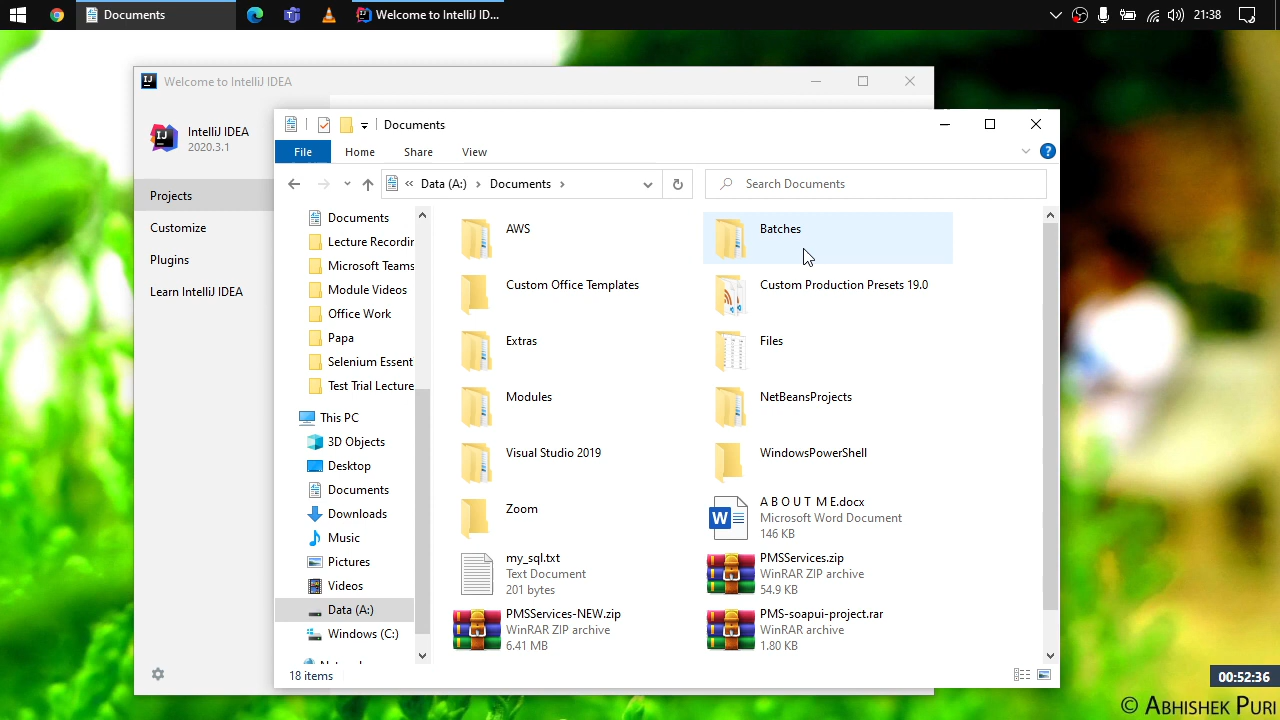 Documents
Welcome to IntelliJ ID...
21:38
Welcome to IntelliJ IDEA
IntelliJ IDEA
2020.3.1
Projects
Customize
Plugins
Learn IntelliJ IDEA
Documents
File
Home
Share
View
« Data (A:) > Documents >
Search Documents
Documents
Lecture Recordin
Microsoft Teams
Module Videos
Office Work
Papa
Selenium Essent
Test Trial Lecture
This PC
3D Objects
Desktop
Documents
Downloads
Music
Pictures
Videos
Data (A:)
Windows (C:)
AWS
Batches
Custom Office Templates
Custom Production Presets 19.0
Extras
Files
Modules
NetBeansProjects
Visual Studio 2019
WindowsPowerShell
Zoom
A B O U T  M E.docx
Microsoft Word Document
146 KB
my_sql.txt
Text Document
201 bytes
PMSServices.zip
WinRAR ZIP archive
54.9 KB
PMSServices-NEW.zip
WinRAR ZIP archive
6.41 MB
PMS-soapui-project.rar
WinRAR archive
1.80 KB
18 items
00:52:36
© Abhishek Puri